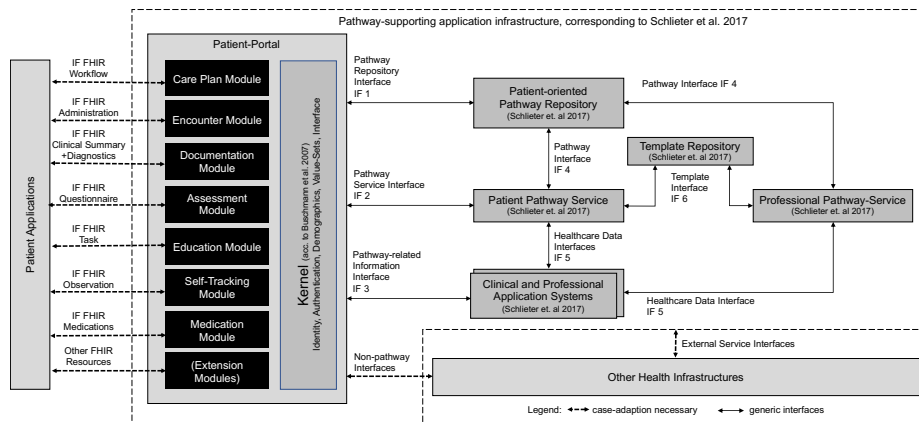 Pathway-supporting application infrastructure, corresponding to Schlieter et al. 2017
Patient-Portal
Patient Applications
IF FHIR
Workflow
IF FHIR
Administration
IF FHIR
Clinical Summary
+Diagnostics
IF FHIR
Questionnaire
IF FHIR
Task
IF FHIR
Observation
IF FHIR
Medications
Other FHIR
Resources
Care Plan Module
Encounter Module
Documentation
Module
Assessment
Module
Education Module
Self-Tracking
Module
Medication
Module
(Extension
Modules)
Kernel (acc. to Buschmann et al. 2007)
Identity, Authentication, Demographics, Value-Sets, Interface
Pathway
Repository
Interface
IF 1
Pathway
Service Interface
IF 2
Pathway-related
Information
Interface
IF 3
Non-pathway
Interfaces
Patient-oriented
Pathway Repository
(Schlieter et. al 2017)
Pathway Interface IF 4
Pathway
Interface
IF 4
Template Repository
(Schlieter et. al 2017)
Template
Interface
IF 6
Patient Pathway Service
(Schlieter et. al 2017)
Professional Pathway-Service
(Schlieter et. al 2017)
Healthcare Data
Interfaces
IF 5
Clinical and Professional
Application Systems
(Schlieter et. al 2017)
Healthcare Data Interface
IF 5
External Service Interfaces
Other Health Infrastructures
Legend:
case-adaption necessary
generic interfaces